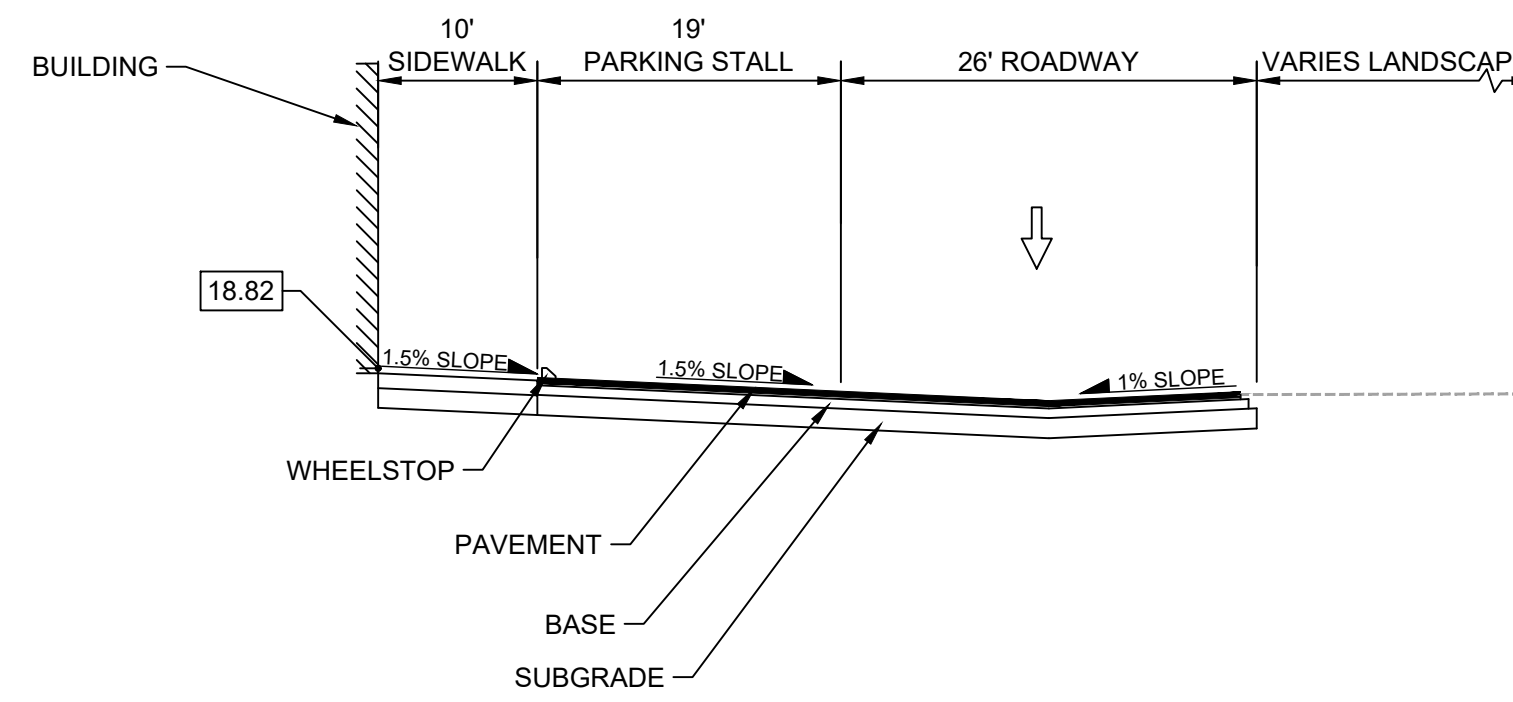 10'
SIDEWALK
19'
PARKING STALL
26' ROADWAY
VARIES LANDSCAP
BUILDING
18.82
1.5% SLOPE
1.5% SLOPE
1% SLOPE
WHEELSTOP
PAVEMENT
BASE
SUBGRADE